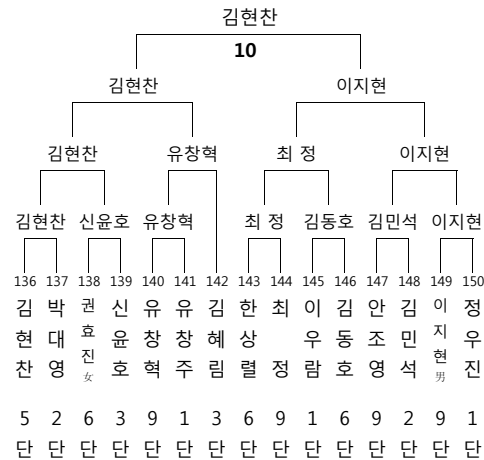 김현찬
10
김현찬 이지현
김현찬 유창혁 최 정 이지현
김현찬 신윤호 유창혁 최 정 김동호 김민석 이지현
136 137 138 139 140 141 142 143 144 145 146 147 148 149 150
김현찬 박대영 권효진女 신윤호 유창혁 유창주 김혜림 한상렬 최 정 이우람 김동호 안조영 김민석 이지현男 정우진
5단 2단 6단 3단 9단 1단 3단 6단 9단 1단 6단 9단 2단 9단 1단